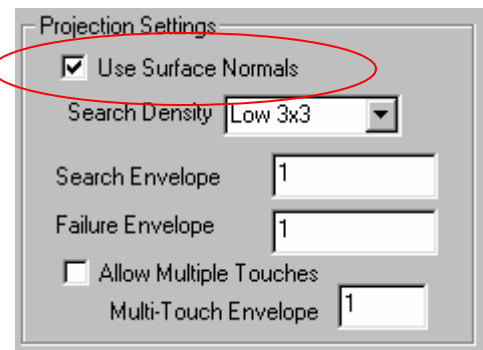 Projection Settings
Use Surface Normals
Search Density Low 3x3
Search Envelope 1
Failure Envelope 1
Allow Multiple Touches
Multi-Touch Envelope 1